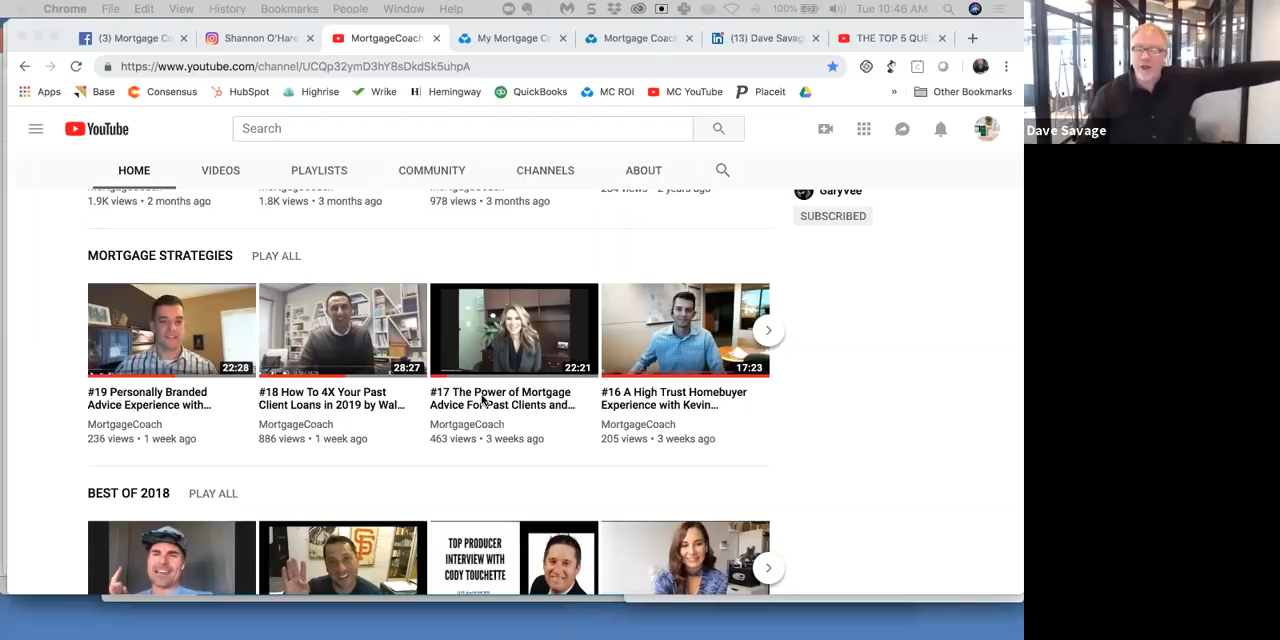 Chrome File Edit View History Bookmarks People Window Help 100% Tue 10:46 AM
(3) Mortgage Co Shannon O'Hare MortgageCoach My Mortgage Co Mortgage Coach (13) Dave Savag THE TOP 5 QUE
https://www.youtube.com/channel/UCQp32ymD3hY8sDkdSk5uhpA
Apps Base Consensus HubSpot Highrise Wrike Hemingway QuickBooks MC ROI MC YouTube Placeit » Other Bookmarks
YouTube
Search
HOME VIDEOS PLAYLISTS COMMUNITY CHANNELS ABOUT
1.9K views • 2 months ago
1.8K views • 3 months ago
978 views • 3 months ago
264 views • 2 years ago
GaryVee
SUBSCRIBED
MORTGAGE STRATEGIES PLAY ALL
22:28
28:27
22:21
17:23
#19 Personally Branded
Advice Experience with...
MortgageCoach
236 views • 1 week ago
#18 How To 4X Your Past
Client Loans in 2019 by Wal...
MortgageCoach
886 views • 1 week ago
#17 The Power of Mortgage
Advice For Past Clients and...
MortgageCoach
463 views • 3 weeks ago
#16 A High Trust Homebuyer
Experience with Kevin...
MortgageCoach
205 views • 3 weeks ago
BEST OF 2018 PLAY ALL
SF
TOP PRODUCER
INTERVIEW WITH
CODY TOUCHETTE
Dave Savage